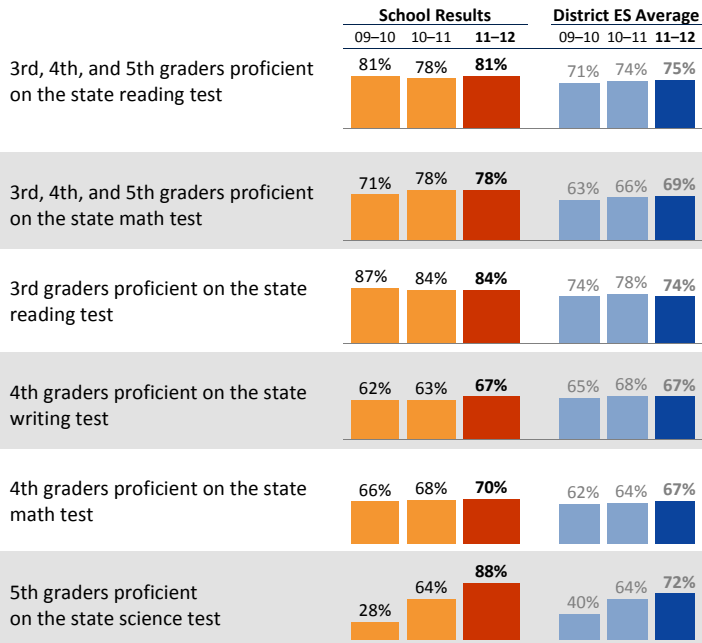 School Results District ES Average
09–10 10–11 11–12 09–10 10–11 11–12
3rd, 4th, and 5th graders proficient
on the state reading test
81% 78% 81% 71% 74% 75%
3rd, 4th, and 5th graders proficient
on the state math test
71% 78% 78% 63% 66% 69%
3rd graders proficient on the state
reading test
87% 84% 84% 74% 78% 74%
4th graders proficient on the state
writing test
62% 63% 67% 65% 68% 67%
4th graders proficient on the state
math test
66% 68% 70% 62% 64% 67%
5th graders proficient
on the state science test
28% 64% 88% 40% 64% 72%